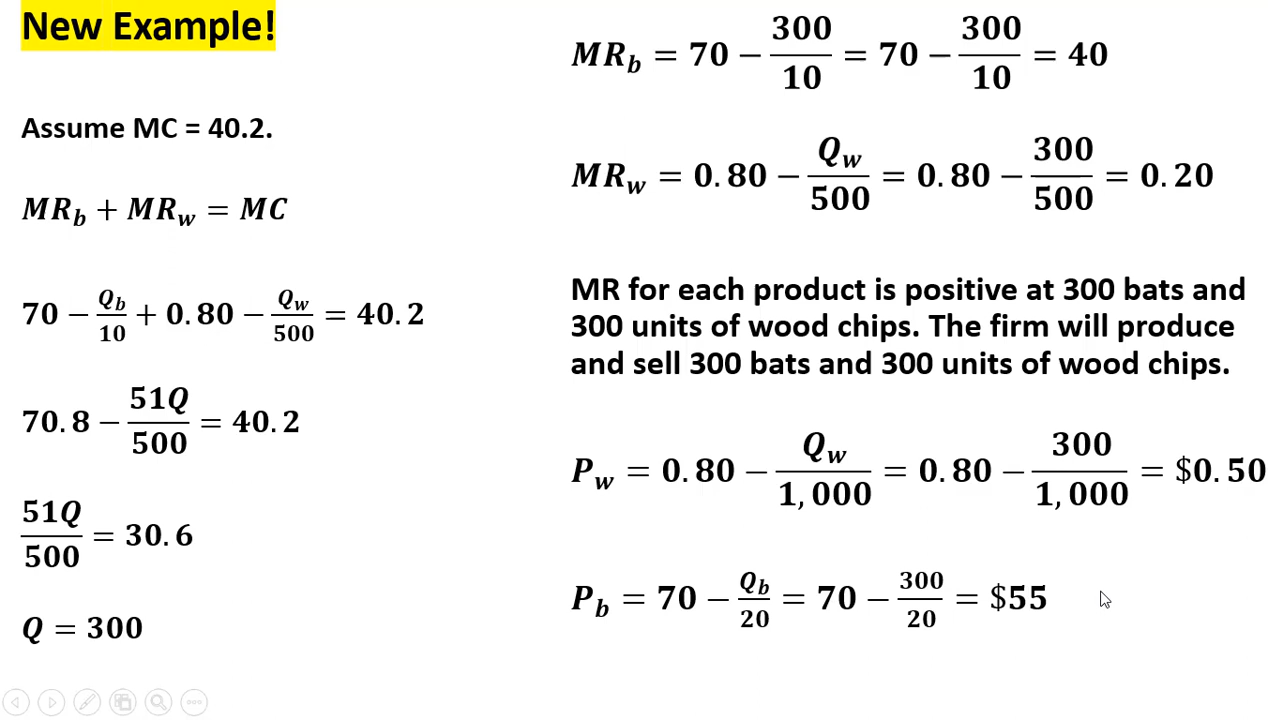 New Example!
Assume MC = 40.2.
MR_b + MR_w = MC
70 − Q_b/10 + 0.80 − Q_w/500 = 40.2
70.8 − 51Q/500 = 40.2
51Q/500 = 30.6
Q = 300
MR_b = 70 − 300/10 = 70 − 300/10 = 40
MR_w = 0.80 − Q_w/500 = 0.80 − 300/500 = 0.20
MR for each product is positive at 300 bats and
300 units of wood chips. The firm will produce
and sell 300 bats and 300 units of wood chips.
P_w = 0.80 − Q_w/1,000 = 0.80 − 300/1,000 = $0.50
P_b = 70 − Q_b/20 = 70 − 300/20 = $55